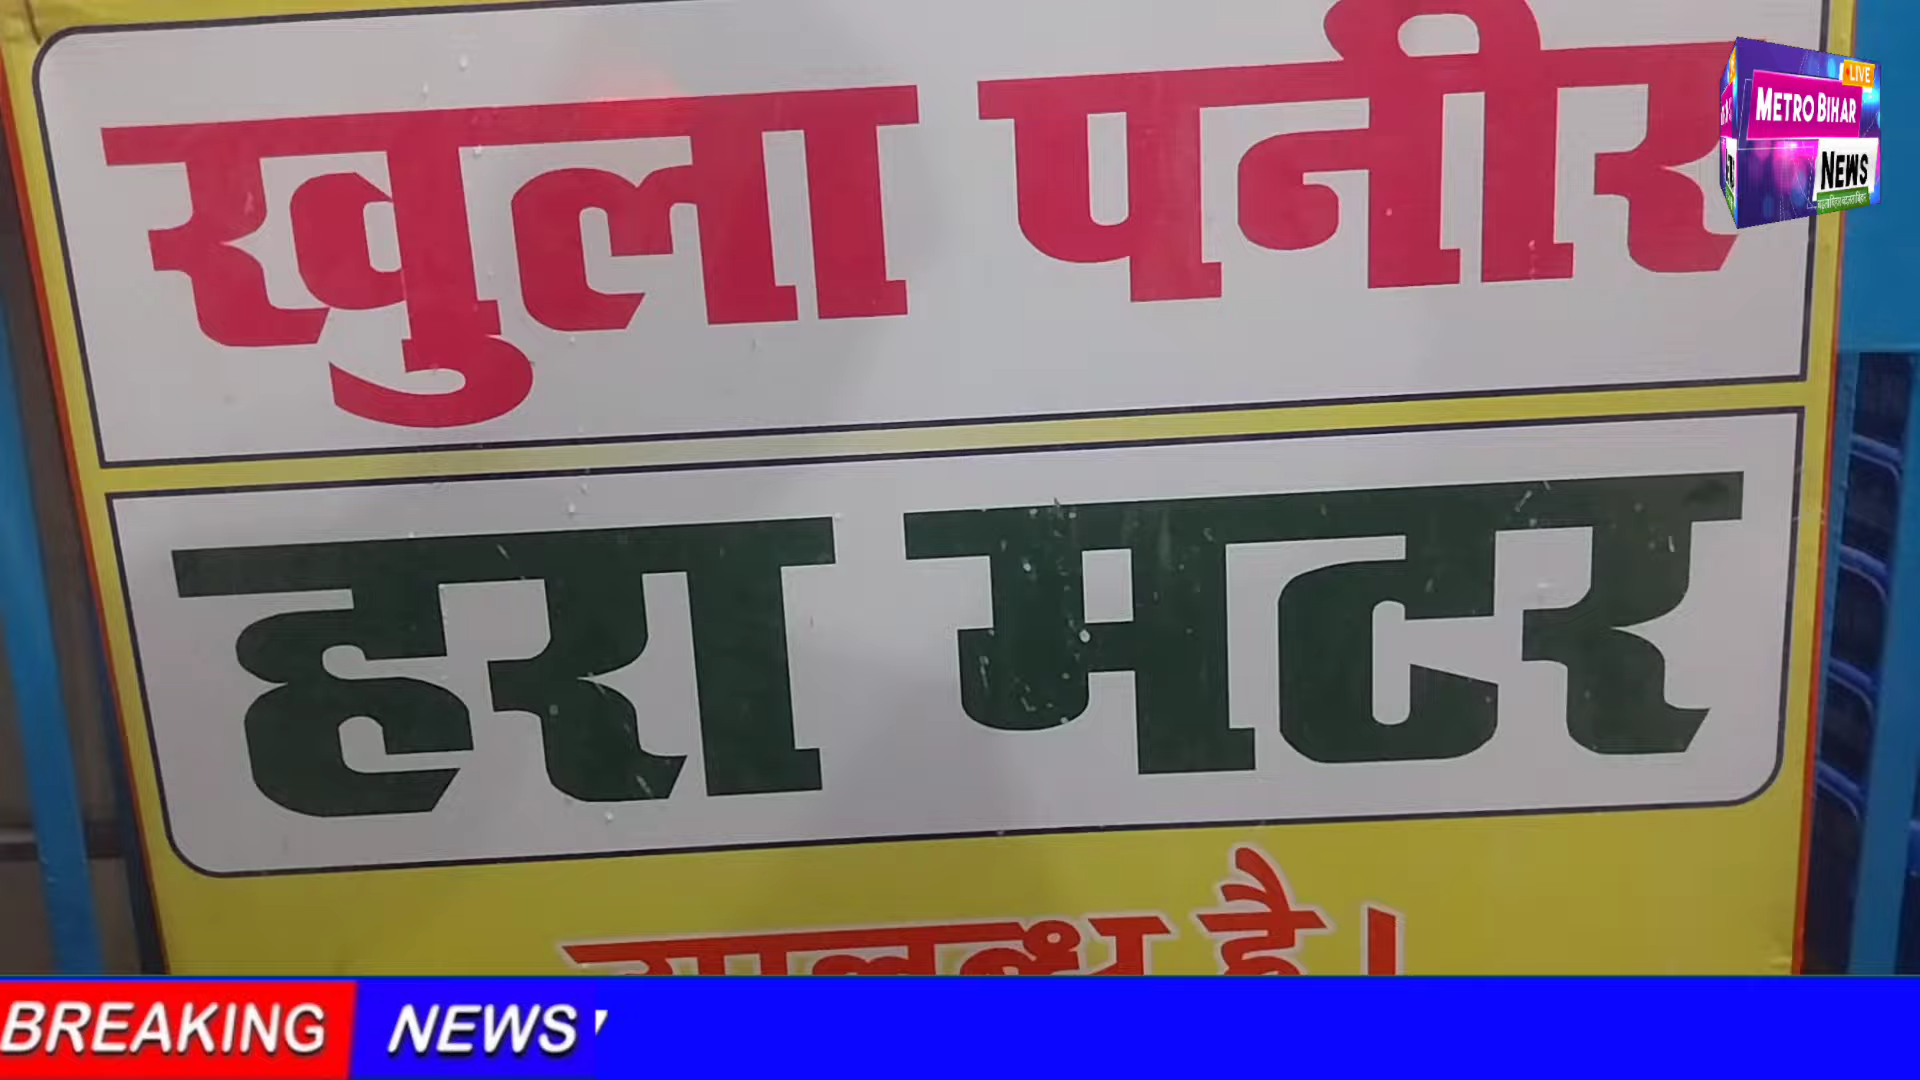 खुला पनीर
LIVE
METRO BIHAR
NEWS
हरा मटर
उपलब्ध है।
BREAKING NEWS